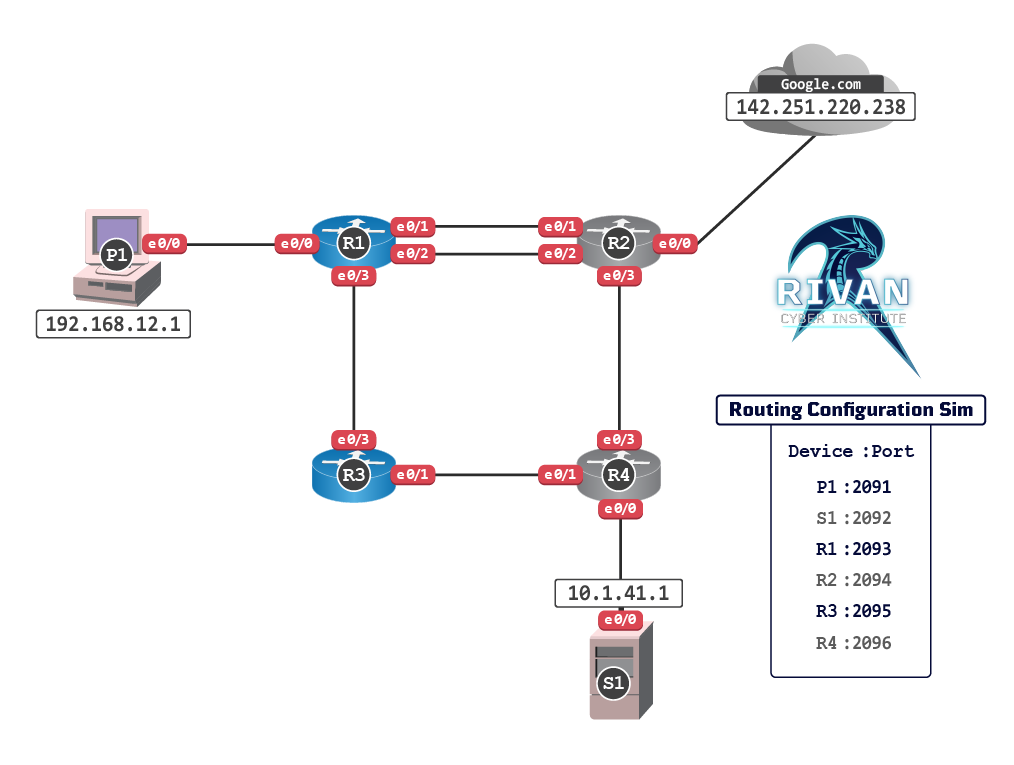 Google.com
142.251.220.238
P1
e0/0
192.168.12.1
e0/0
R1
e0/1
e0/2
e0/3
e0/1
e0/2
R2
e0/0
e0/3
RIVAN
CYBER INSTITUTE
Routing Configuration Sim
Device :Port
P1 :2091
S1 :2092
R1 :2093
R2 :2094
R3 :2095
R4 :2096
e0/3
R3
e0/1
e0/3
e0/1
R4
e0/0
10.1.41.1
e0/0
S1